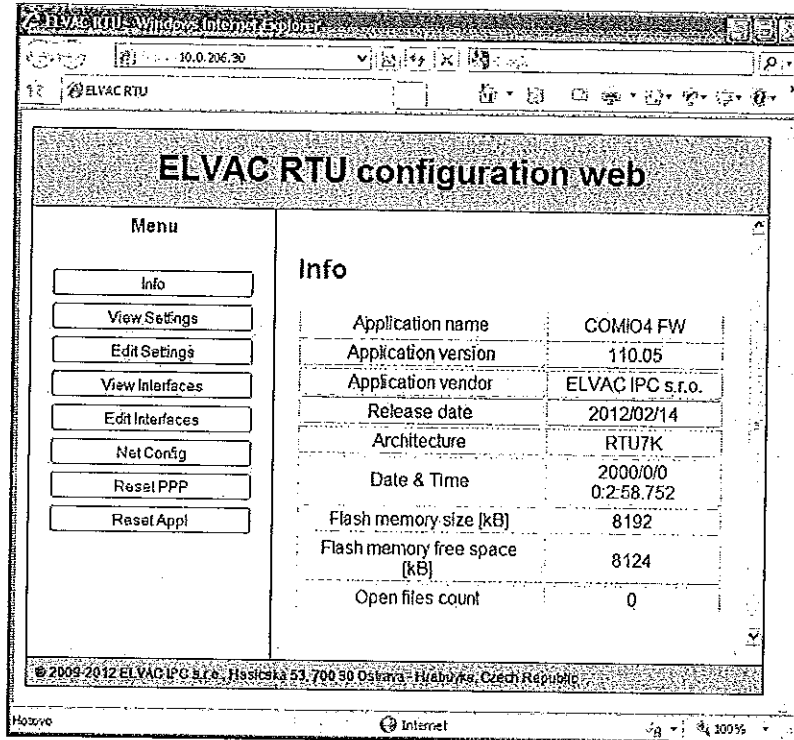 ELVAC RTU - Windows Internet Explorer
10.0.206.30
ELVAC RTU
ELVAC RTU configuration web
Menu
Info
View Settings
Edit Settings
View Interfaces
Edit Interfaces
Net Config
Reset PPP
Reset Appl
Info
Application name COMIO4 FW
Application version 110.05
Application vendor ELVAC IPC s.r.o.
Release date 2012/02/14
Architecture RTU7K
Date & Time 2000/0/0
0:2:58.752
Flash memory size [kB] 8192
Flash memory free space
[kB] 8124
Open files count 0
© 2009-2012 ELVAC IPC s.r.o., Hasicska 53, 700 30 Ostrava - Hrabuvka, Czech Republic
Hotovo
Internet
100%